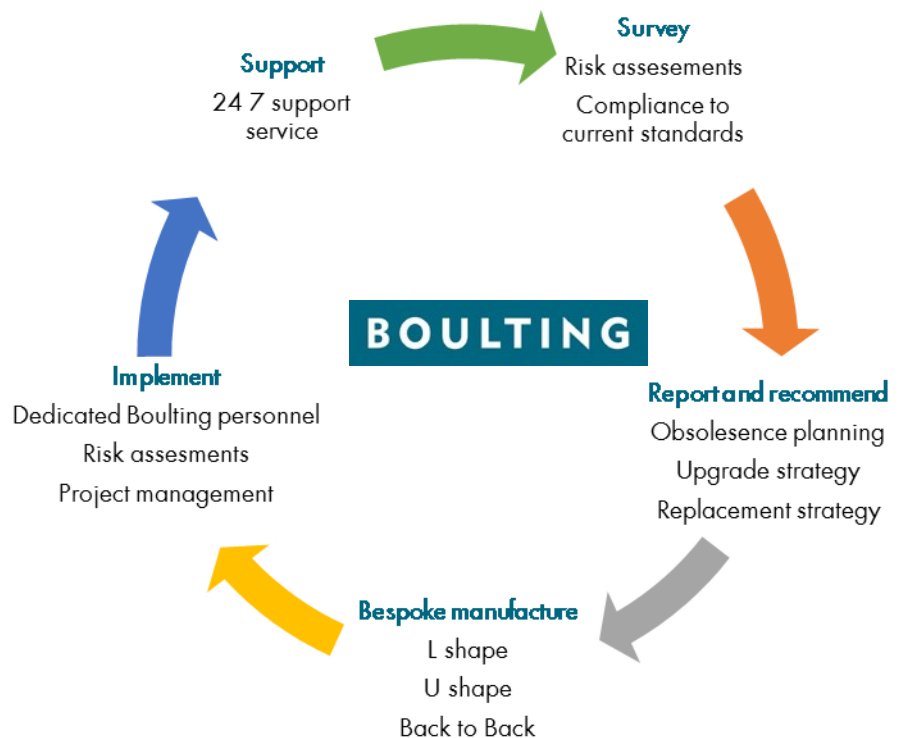 Survey
Risk assesements
Compliance to
current standards
Report and recommend
Obsolesence planning
Upgrade strategy
Replacement strategy
Bespoke manufacture
L shape
U shape
Back to Back
Implement
Dedicated Boulting personnel
Risk assesments
Project management
Support
24 7 support
service
BOULTING